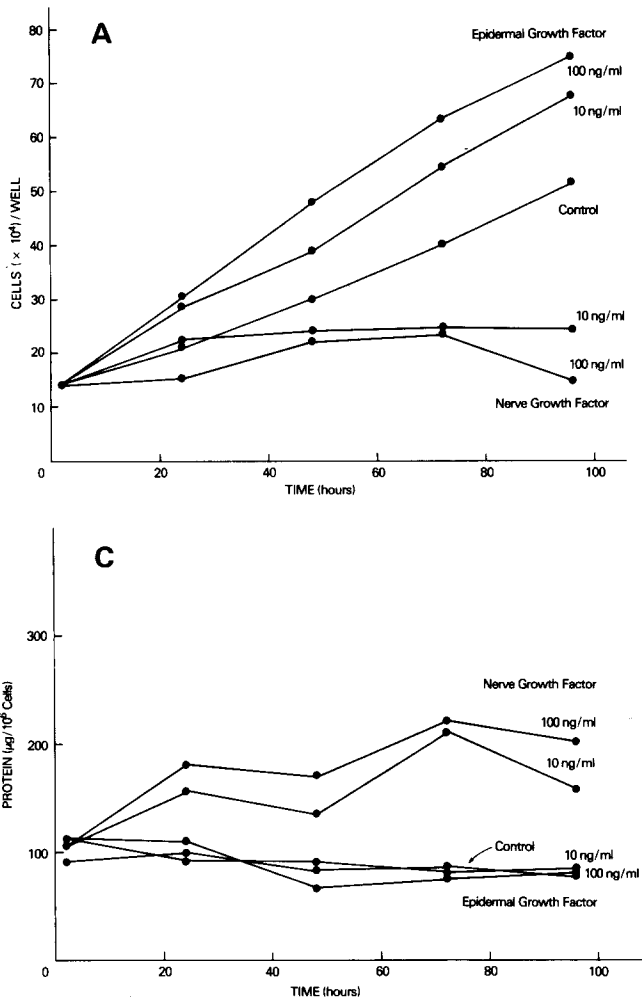 A
80
70
60
50
40
30
20
10
0
20
40
60
80
100
CELLS (× 10⁴) / WELL
TIME (hours)
Epidermal Growth Factor
100 ng/ml
10 ng/ml
Control
10 ng/ml
100 ng/ml
Nerve Growth Factor
C
300
200
100
0
20
40
60
80
100
PROTEIN (µg/10⁶ Cells)
TIME (hours)
Nerve Growth Factor
100 ng/ml
10 ng/ml
Control
10 ng/ml
100 ng/ml
Epidermal Growth Factor